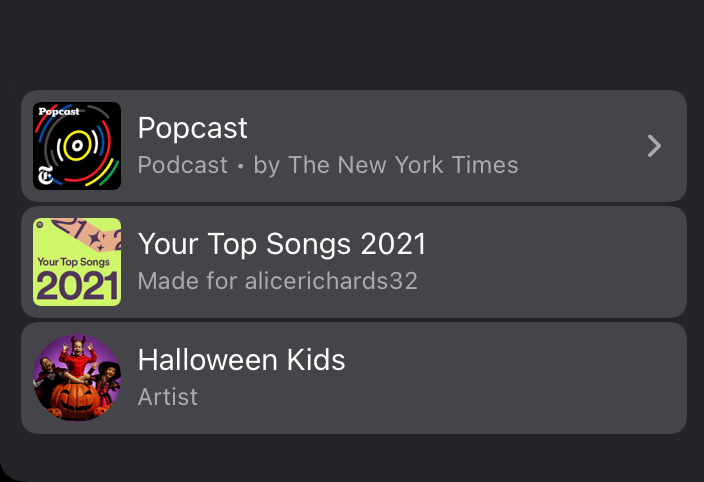 Popcast
Popcast
Podcast • by The New York Times
Your Top Songs
2021
Your Top Songs 2021
Made for alicerichards32
Halloween Kids
Artist